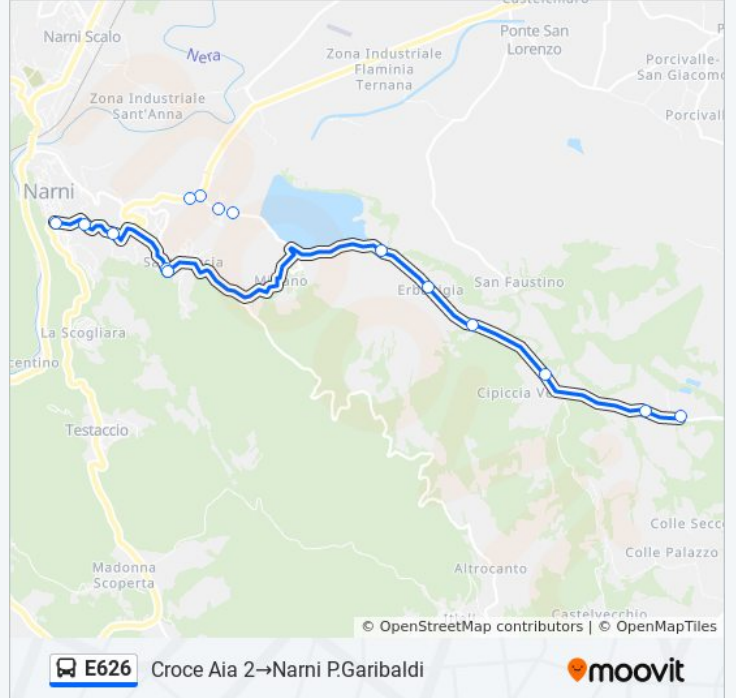 Castelchiaro
Narni Scalo
Nera
Ponte San
Lorenzo
Zona Industriale
Flaminia
Ternana
Porcivalle-
San Giacomo
Zona Industriale
Sant'Anna
Porcivall
Narni
San Faustino
La Scogliara
centino
Cipiccia Ve
Testaccio
Colle Secc
Colle Palazzo
Madonna
Scoperta
Altrocanto
Castelvecchio
© OpenStreetMap contributors | © OpenMapTiles
E626 Croce Aia 2→Narni P.Garibaldi
moovit